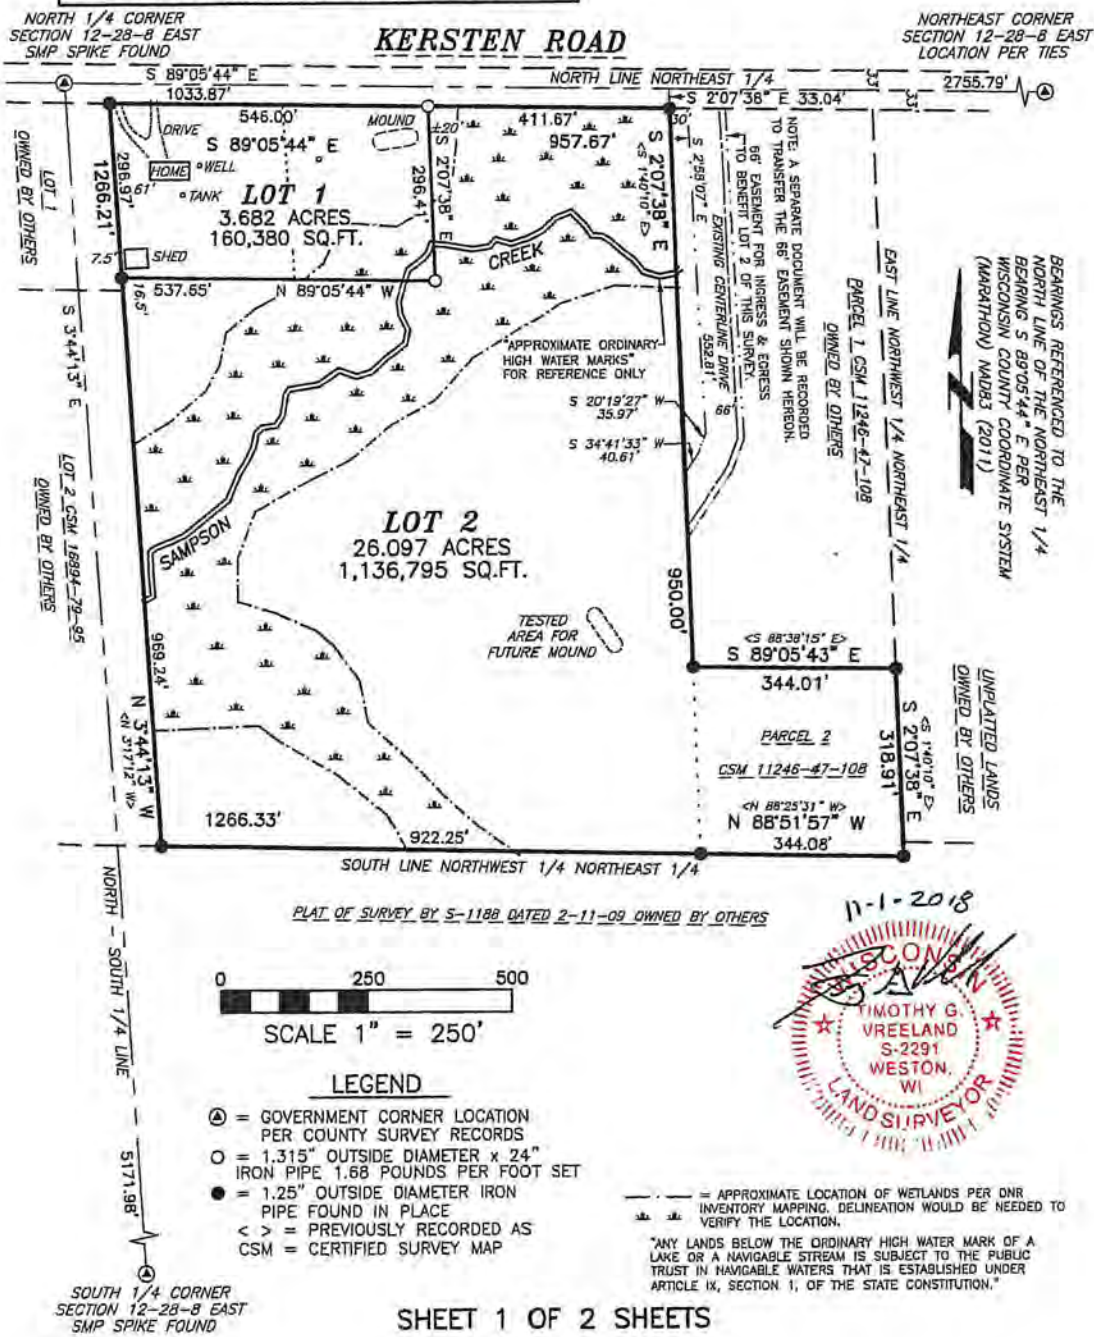 NORTH 1/4 CORNER
SECTION 12-28-8 EAST
SMP SPIKE FOUND
KERSTEN ROAD
NORTHEAST CORNER
SECTION 12-28-8 EAST
LOCATION PER TIES
S 89°05'44" E
1033.87'
NORTH LINE NORTHEAST 1/4
2755.79'
33'
33'
S 2°07'38" E 33.04'
546.00'
MOUND
±20'
411.67'
957.67'
30'
DRIVE
S 89°05'44" E
HOME
WELL
TANK
61'
LOT 1
3.682 ACRES
160,380 SQ.FT.
296.97'
1266.21'
296.41'
S 2°07'38" E
S 2°07'38" E
<S 1°40'10" E>
LOT 1
OWNED BY OTHERS
7.5'
SHED
16.5'
537.65'
N 89°05'44" W
CREEK
S 2°58'07" E
EXISTING CENTERLINE DRIVE
552.81'
66'
66' EASEMENT FOR INGRESS & EGRESS
TO BENEFIT LOT 2 OF THIS SURVEY.
NOTE: A SEPARATE DOCUMENT WILL BE RECORDED
TO TRANSFER THE 66' EASEMENT SHOWN HEREON.
PARCEL 1 CSM 11246-47-108
OWNED BY OTHERS
EAST LINE NORTHWEST 1/4 NORTHEAST 1/4
BEARINGS REFERENCED TO THE
NORTH LINE OF THE NORTHEAST 1/4
BEARING S 89°05'44" E PER
WISCONSIN COUNTY COORDINATE SYSTEM
(MARATHON) NAD83 (2011)
"APPROXIMATE ORDINARY
HIGH WATER MARKS"
FOR REFERENCE ONLY
S 20°19'27" W
35.97'
S 34°41'33" W
40.61'
S 3°44'13" E
LOT 2 CSM 16894-79-95
OWNED BY OTHERS
SAMPSON
LOT 2
26.097 ACRES
1,136,795 SQ.FT.
TESTED
AREA FOR
FUTURE MOUND
950.00'
<S 88°38'15" E>
S 89°05'43" E
344.01'
969.24'
N 3°44'13" W
<N 3°17'12" W>
PARCEL 2
CSM 11246-47-108
S 2°07'38" E
<S 1°40'10" E>
318.91'
UNPLATTED LANDS
OWNED BY OTHERS
<N 88°25'31" W>
N 88°51'57" W
344.08'
1266.33'
922.25'
SOUTH LINE NORTHWEST 1/4 NORTHEAST 1/4
PLAT OF SURVEY BY S-1188 DATED 2-11-09 OWNED BY OTHERS
NORTH - SOUTH 1/4 LINE
5171.98'
0 250 500
SCALE 1" = 250'
11-1-2018
WISCONSIN
TIMOTHY G.
VREELAND
S-2291
WESTON,
WI
LAND SURVEYOR
LEGEND
= GOVERNMENT CORNER LOCATION
PER COUNTY SURVEY RECORDS
= 1.315" OUTSIDE DIAMETER x 24"
IRON PIPE 1.68 POUNDS PER FOOT SET
= 1.25" OUTSIDE DIAMETER IRON
PIPE FOUND IN PLACE
< > = PREVIOUSLY RECORDED AS
CSM = CERTIFIED SURVEY MAP
= APPROXIMATE LOCATION OF WETLANDS PER DNR
INVENTORY MAPPING. DELINEATION WOULD BE NEEDED TO
VERIFY THE LOCATION.
"ANY LANDS BELOW THE ORDINARY HIGH WATER MARK OF A
LAKE OR A NAVIGABLE STREAM IS SUBJECT TO THE PUBLIC
TRUST IN NAVIGABLE WATERS THAT IS ESTABLISHED UNDER
ARTICLE IX, SECTION 1, OF THE STATE CONSTITUTION."
SOUTH 1/4 CORNER
SECTION 12-28-8 EAST
SMP SPIKE FOUND
SHEET 1 OF 2 SHEETS